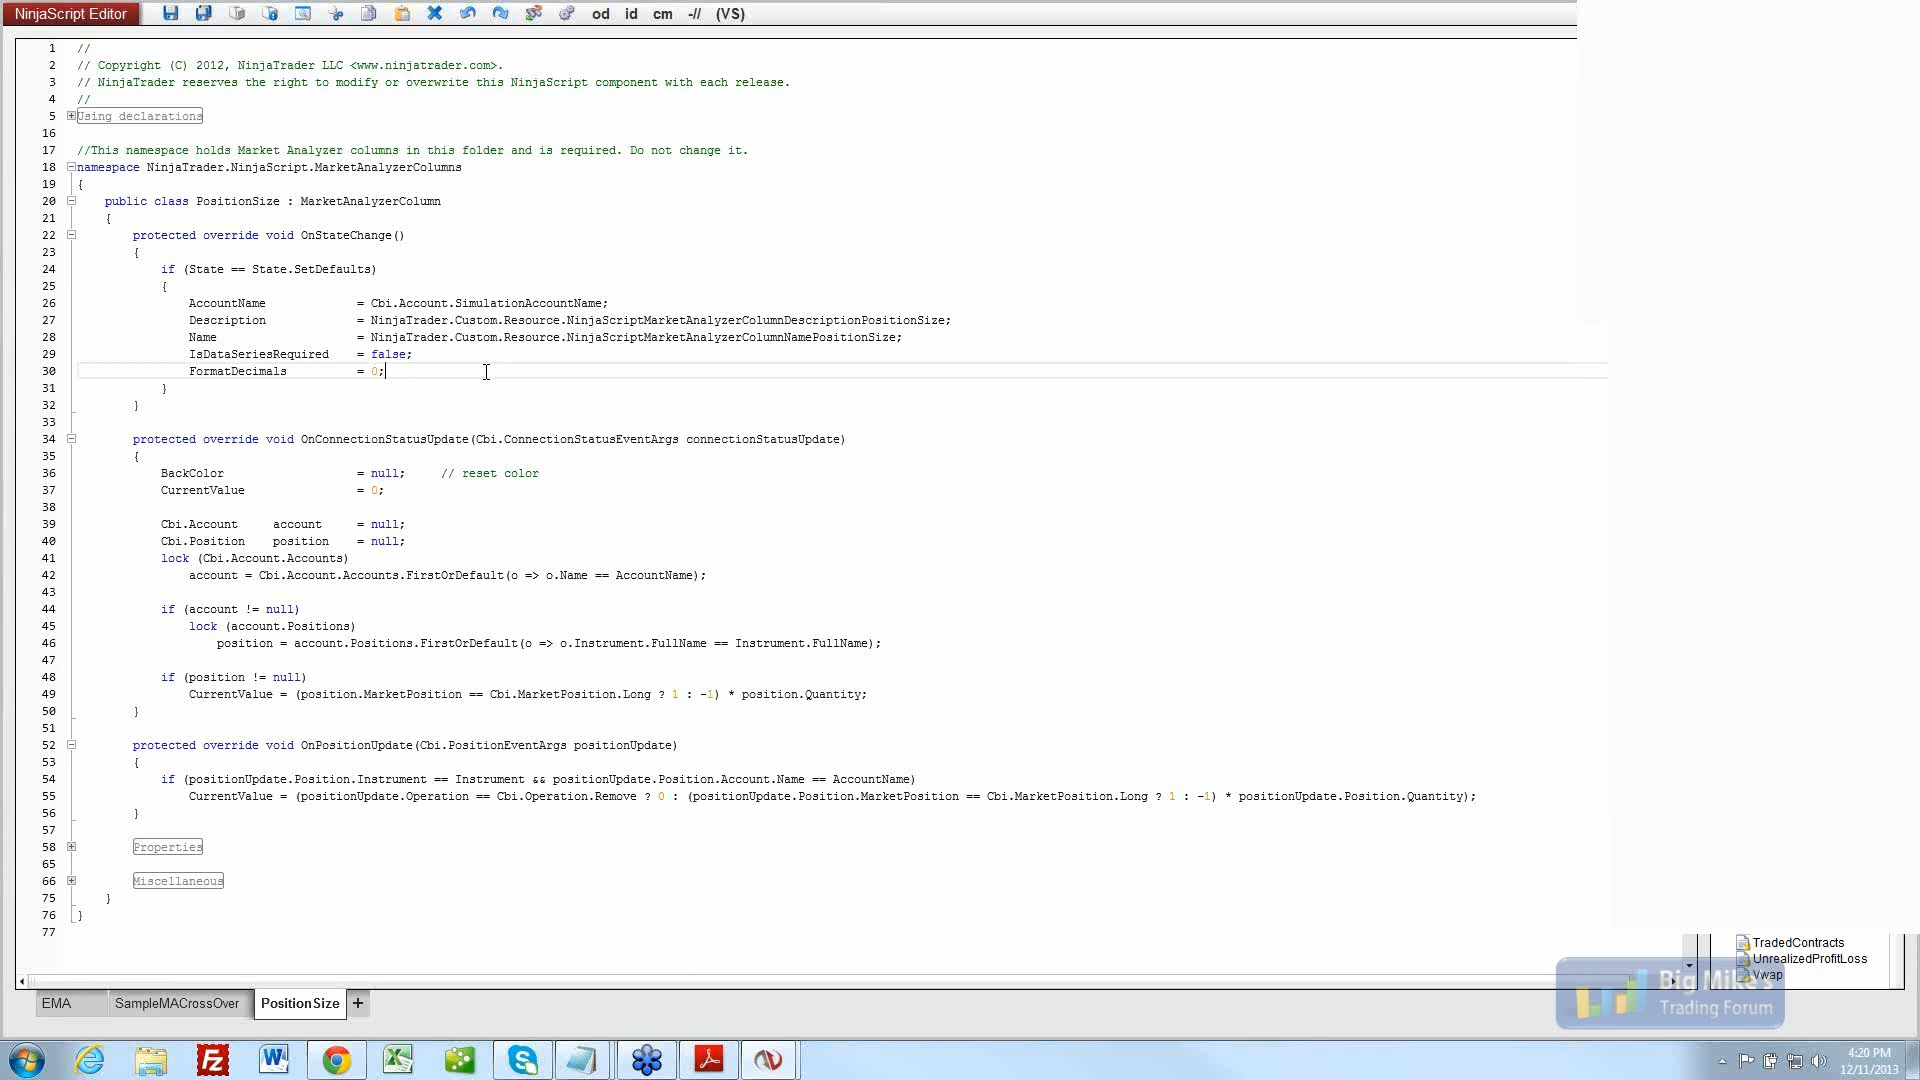 NinjaScript Editor
od id cm -// (VS)
1 //
2 // Copyright (C) 2012, NinjaTrader LLC <www.ninjatrader.com>.
3 // NinjaTrader reserves the right to modify or overwrite this NinjaScript component with each release.
4 //
5 Using declarations
16
17 //This namespace holds Market Analyzer columns in this folder and is required. Do not change it.
18 namespace NinjaTrader.NinjaScript.MarketAnalyzerColumns
19 {
20 public class PositionSize : MarketAnalyzerColumn
21 {
22 protected override void OnStateChange()
23 {
24 if (State == State.SetDefaults)
25 {
26 AccountName = Cbi.Account.SimulationAccountName;
27 Description = NinjaTrader.Custom.Resource.NinjaScriptMarketAnalyzerColumnDescriptionPositionSize;
28 Name = NinjaTrader.Custom.Resource.NinjaScriptMarketAnalyzerColumnNamePositionSize;
29 IsDataSeriesRequired = false;
30 FormatDecimals = 0;
31 }
32 }
33
34 protected override void OnConnectionStatusUpdate(Cbi.ConnectionStatusEventArgs connectionStatusUpdate)
35 {
36 BackColor = null; // reset color
37 CurrentValue = 0;
38
39 Cbi.Account account = null;
40 Cbi.Position position = null;
41 lock (Cbi.Account.Accounts)
42 account = Cbi.Account.Accounts.FirstOrDefault(o => o.Name == AccountName);
43
44 if (account != null)
45 lock (account.Positions)
46 position = account.Positions.FirstOrDefault(o => o.Instrument.FullName == Instrument.FullName);
47
48 if (position != null)
49 CurrentValue = (position.MarketPosition == Cbi.MarketPosition.Long ? 1 : -1) * position.Quantity;
50 }
51
52 protected override void OnPositionUpdate(Cbi.PositionEventArgs positionUpdate)
53 {
54 if (positionUpdate.Position.Instrument == Instrument && positionUpdate.Position.Account.Name == AccountName)
55 CurrentValue = (positionUpdate.Operation == Cbi.Operation.Remove ? 0 : (positionUpdate.Position.MarketPosition == Cbi.MarketPosition.Long ? 1 : -1) * positionUpdate.Position.Quantity);
56 }
57
58 Properties
65
66 Miscellaneous
75 }
76 }
77
TradedContracts
UnrealizedProfitLoss
Vwap
Big Mike's
Trading Forum
EMA SampleMACrossOver PositionSize +
4:20 PM
12/11/2013